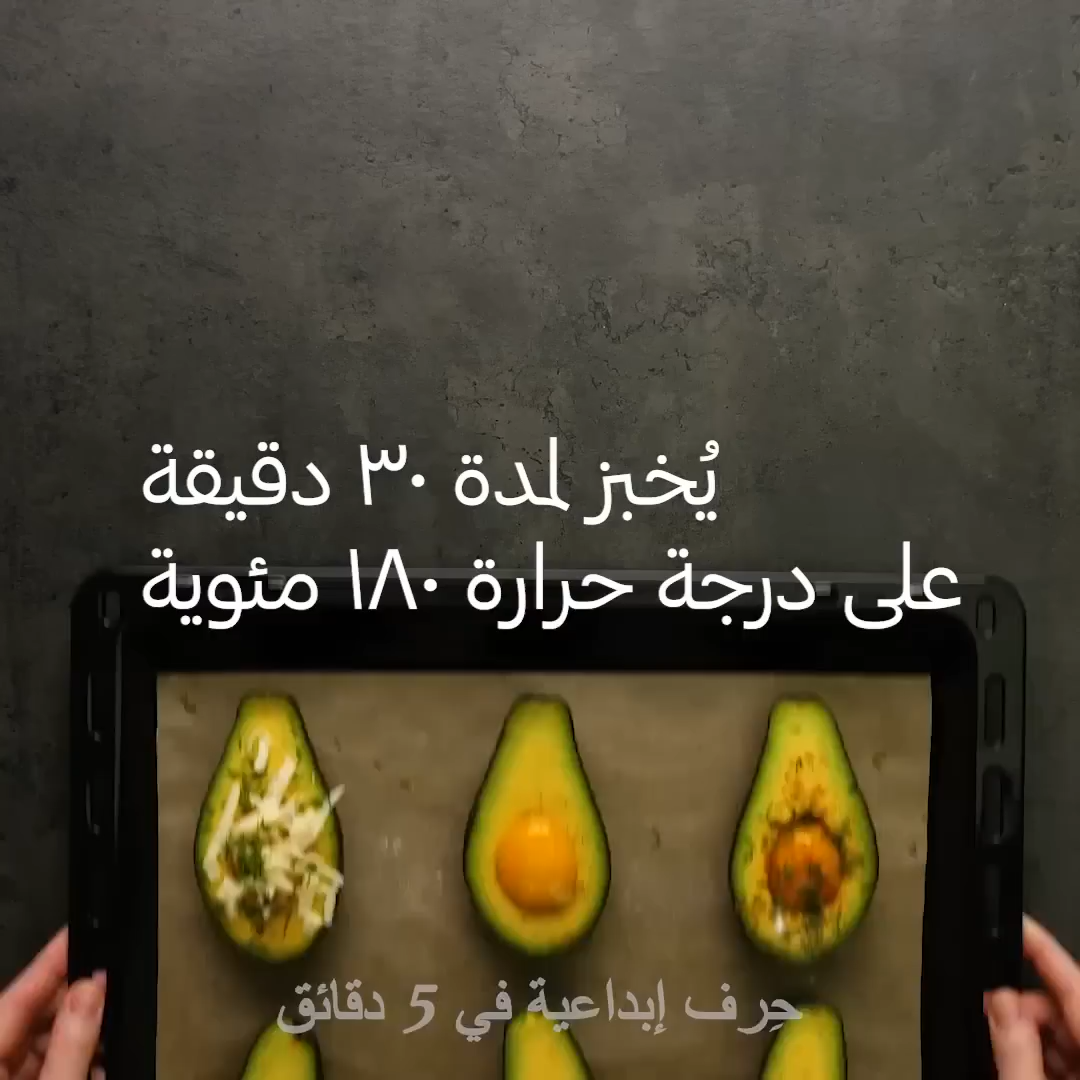 يُخبز لمدة ٣٠ دقيقة
على درجة حرارة ١٨٠ مئوية
حِرف إبداعية في 5 دقائق